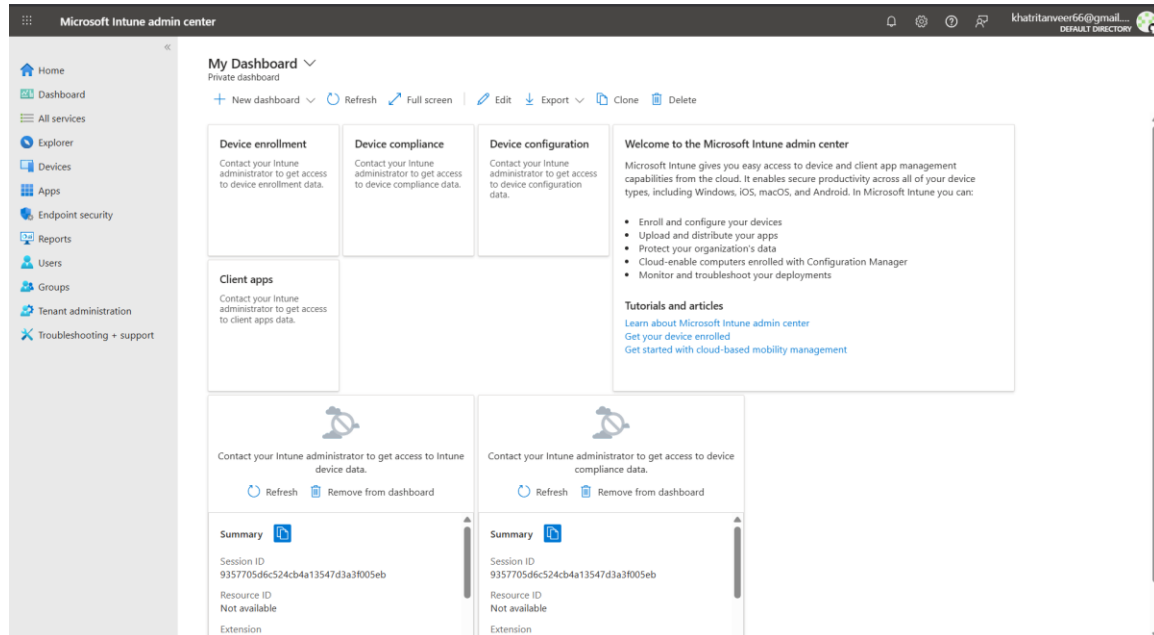 Microsoft Intune admin center
khatritanveer66@gmail....
DEFAULT DIRECTORY
«
Home
Dashboard
All services
Explorer
Devices
Apps
Endpoint security
Reports
Users
Groups
Tenant administration
Troubleshooting + support
My Dashboard
Private dashboard
New dashboard Refresh Full screen Edit Export Clone Delete
Device enrollment
Contact your Intune
administrator to get access
to device enrollment data.
Device compliance
Contact your Intune
administrator to get access
to device compliance data.
Device configuration
Contact your Intune
administrator to get access
to device configuration
data.
Welcome to the Microsoft Intune admin center
Microsoft Intune gives you easy access to device and client app management
capabilities from the cloud. It enables secure productivity across all of your device
types, including Windows, iOS, macOS, and Android. In Microsoft Intune you can:
• Enroll and configure your devices
• Upload and distribute your apps
• Protect your organization's data
• Cloud-enable computers enrolled with Configuration Manager
• Monitor and troubleshoot your deployments
Tutorials and articles
Learn about Microsoft Intune admin center
Get your device enrolled
Get started with cloud-based mobility management
Client apps
Contact your Intune
administrator to get access
to client apps data.
Contact your Intune administrator to get access to Intune
device data.
Refresh Remove from dashboard
Summary
Session ID
9357705d6c524cb4a13547d3a3f005eb
Resource ID
Not available
Extension
Contact your Intune administrator to get access to device
compliance data.
Refresh Remove from dashboard
Summary
Session ID
9357705d6c524cb4a13547d3a3f005eb
Resource ID
Not available
Extension